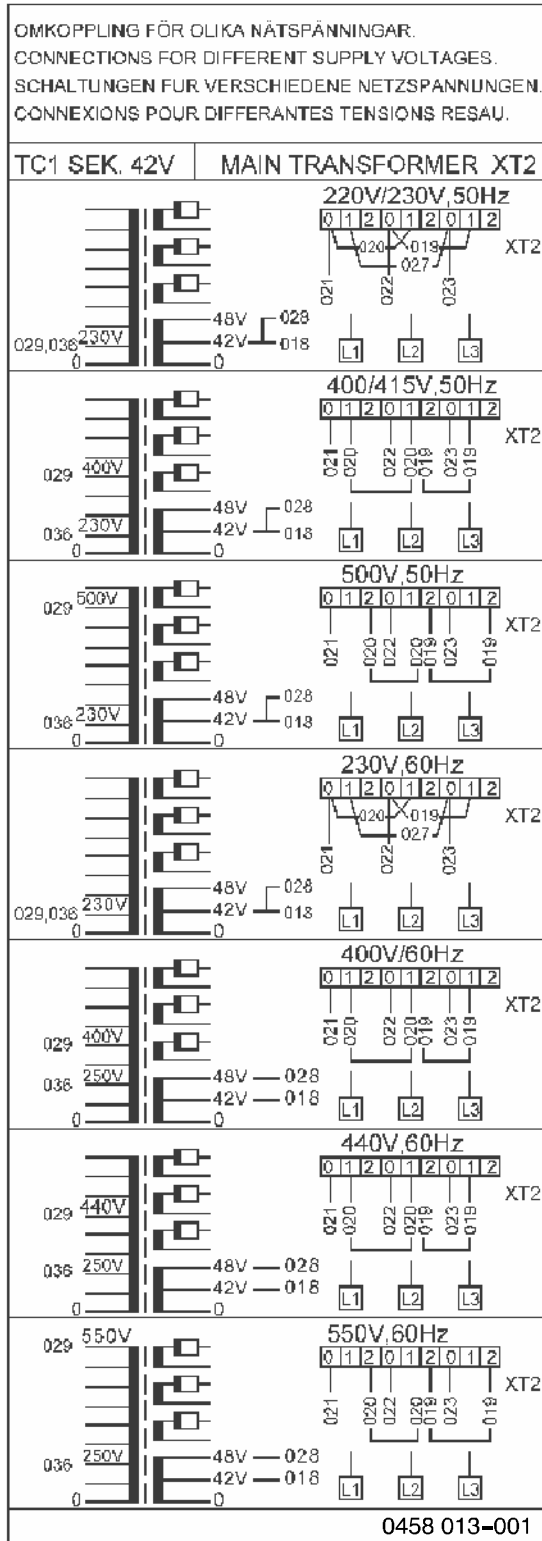 OMKOPPLING FÖR OLIKA NÄTSPÄNNINGAR.
CONNECTIONS FOR DIFFERENT SUPPLY VOLTAGES.
SCHALTUNGEN FUR VERSCHIEDENE NETZSPANNUNGEN.
CONNEXIONS POUR DIFFERANTES TENSIONS RESAU.
TC1 SEK. 42V MAIN TRANSFORMER XT2
220V/230V,50Hz
0 1 2 0 1 2 0 1 2
XT2
020 019
027
021 022 023
48V 028
029,036 230V 42V 018
0 0
L1 L2 L3
400/415V,50Hz
0 1 2 0 1 2 0 1 2
XT2
021 020 022 020 019 023 019
029 400V
48V 028
036 230V 42V 018
0 0
L1 L2 L3
500V,50Hz
0 1 2 0 1 2 0 1 2
029 500V
XT2
021 020 022 020 019 023 019
48V 028
036 230V 42V 018
0 0
L1 L2 L3
230V,60Hz
0 1 2 0 1 2 0 1 2
XT2
020 019
027
021 022 023
48V 028
029,036 230V 42V 018
0 0
L1 L2 L3
400V/60Hz
0 1 2 0 1 2 0 1 2
XT2
021 020 022 020 019 023 019
029 400V
036 250V 48V 028
42V 018
0 0
L1 L2 L3
440V,60Hz
0 1 2 0 1 2 0 1 2
XT2
029 440V
021 020 022 020 019 023 019
036 250V 48V 028
42V 018
0 0
L1 L2 L3
550V,60Hz
029 550V
0 1 2 0 1 2 0 1 2
XT2
021 020 022 020 019 023 019
036 250V 48V 028
42V 018
0 0
L1 L2 L3
0458 013-001